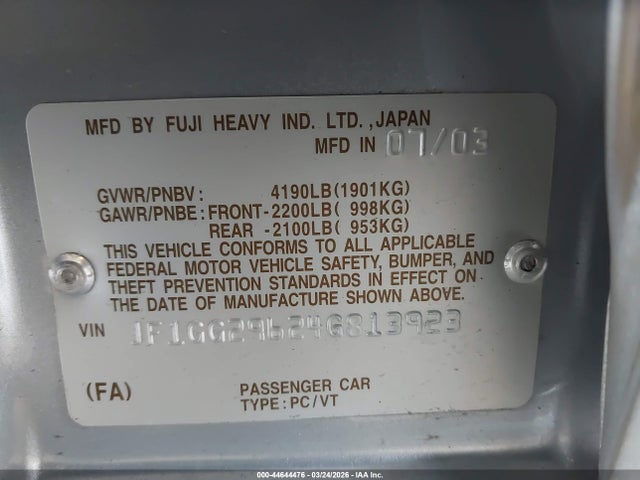 MFD BY FUJI HEAVY IND. LTD.,JAPAN
MFD IN 07/03
GVWR/PNBV: 4190LB(1901KG)
GAWR/PNBE: FRONT-2200LB( 998KG)
REAR -2100LB( 953KG)
THIS VEHICLE CONFORMS TO ALL APPLICABLE
FEDERAL MOTOR VEHICLE SAFETY, BUMPER, AND
THEFT PREVENTION STANDARDS IN EFFECT ON
THE DATE OF MANUFACTURE SHOWN ABOVE.
VIN JF1GG29624G813923
(FA) PASSENGER CAR
TYPE:PC/VT
000-44644476 | 03/24/2026 | IAA Inc.